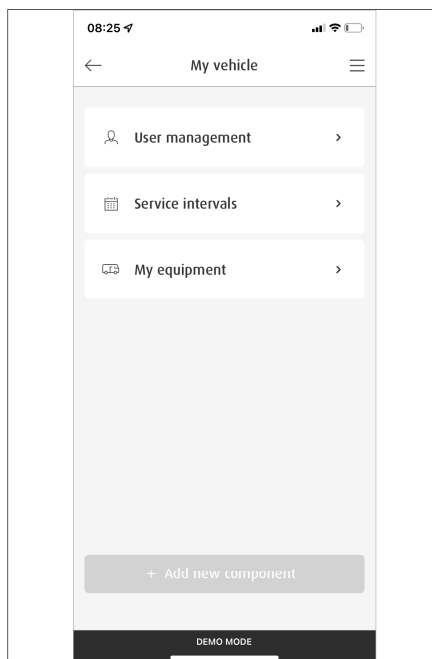 08:25
My vehicle
User management
Service intervals
My equipment
+ Add new component
DEMO MODE